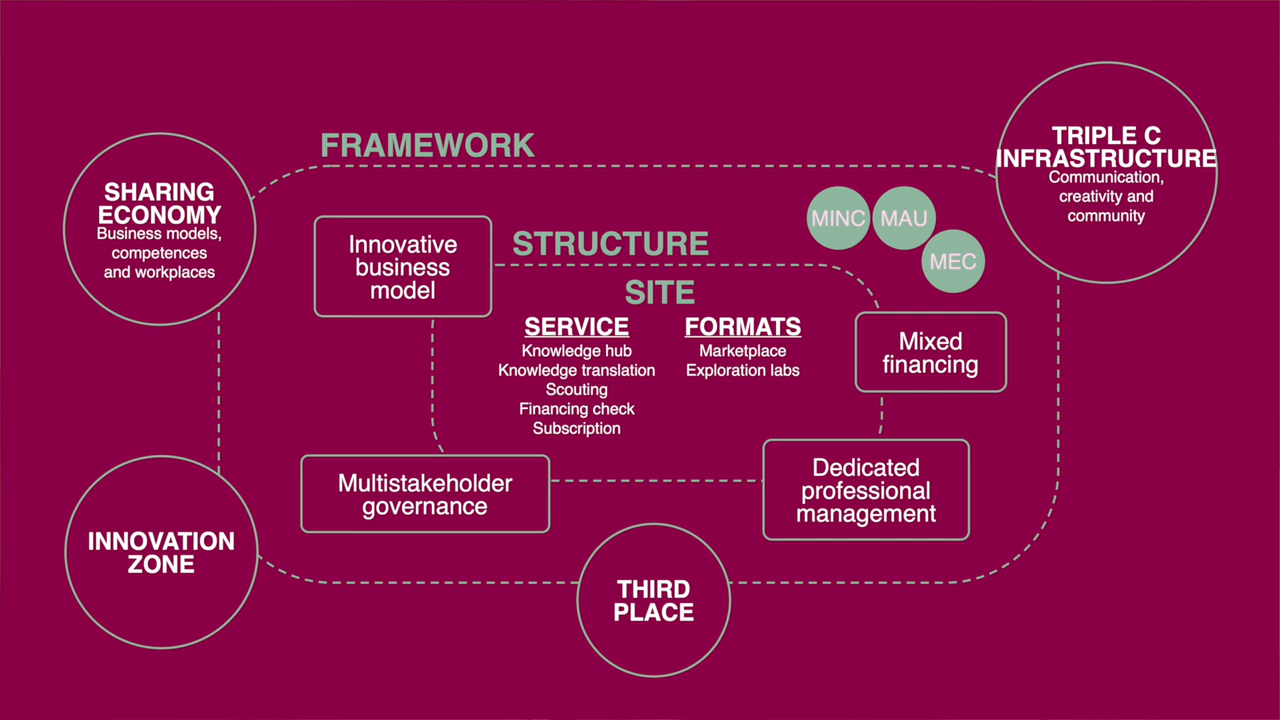 FRAMEWORK
TRIPLE C
INFRASTRUCTURE
Communication,
creativity and
community
SHARING
ECONOMY
Business models,
competences
and workplaces
MINC
MAU
MEC
Innovative
business
model
STRUCTURE
SITE
SERVICE
Knowledge hub
Knowledge translation
Scouting
Financing check
Subscription
FORMATS
Marketplace
Exploration labs
Mixed
financing
Multistakeholder
governance
Dedicated
professional
management
INNOVATION
ZONE
THIRD
PLACE